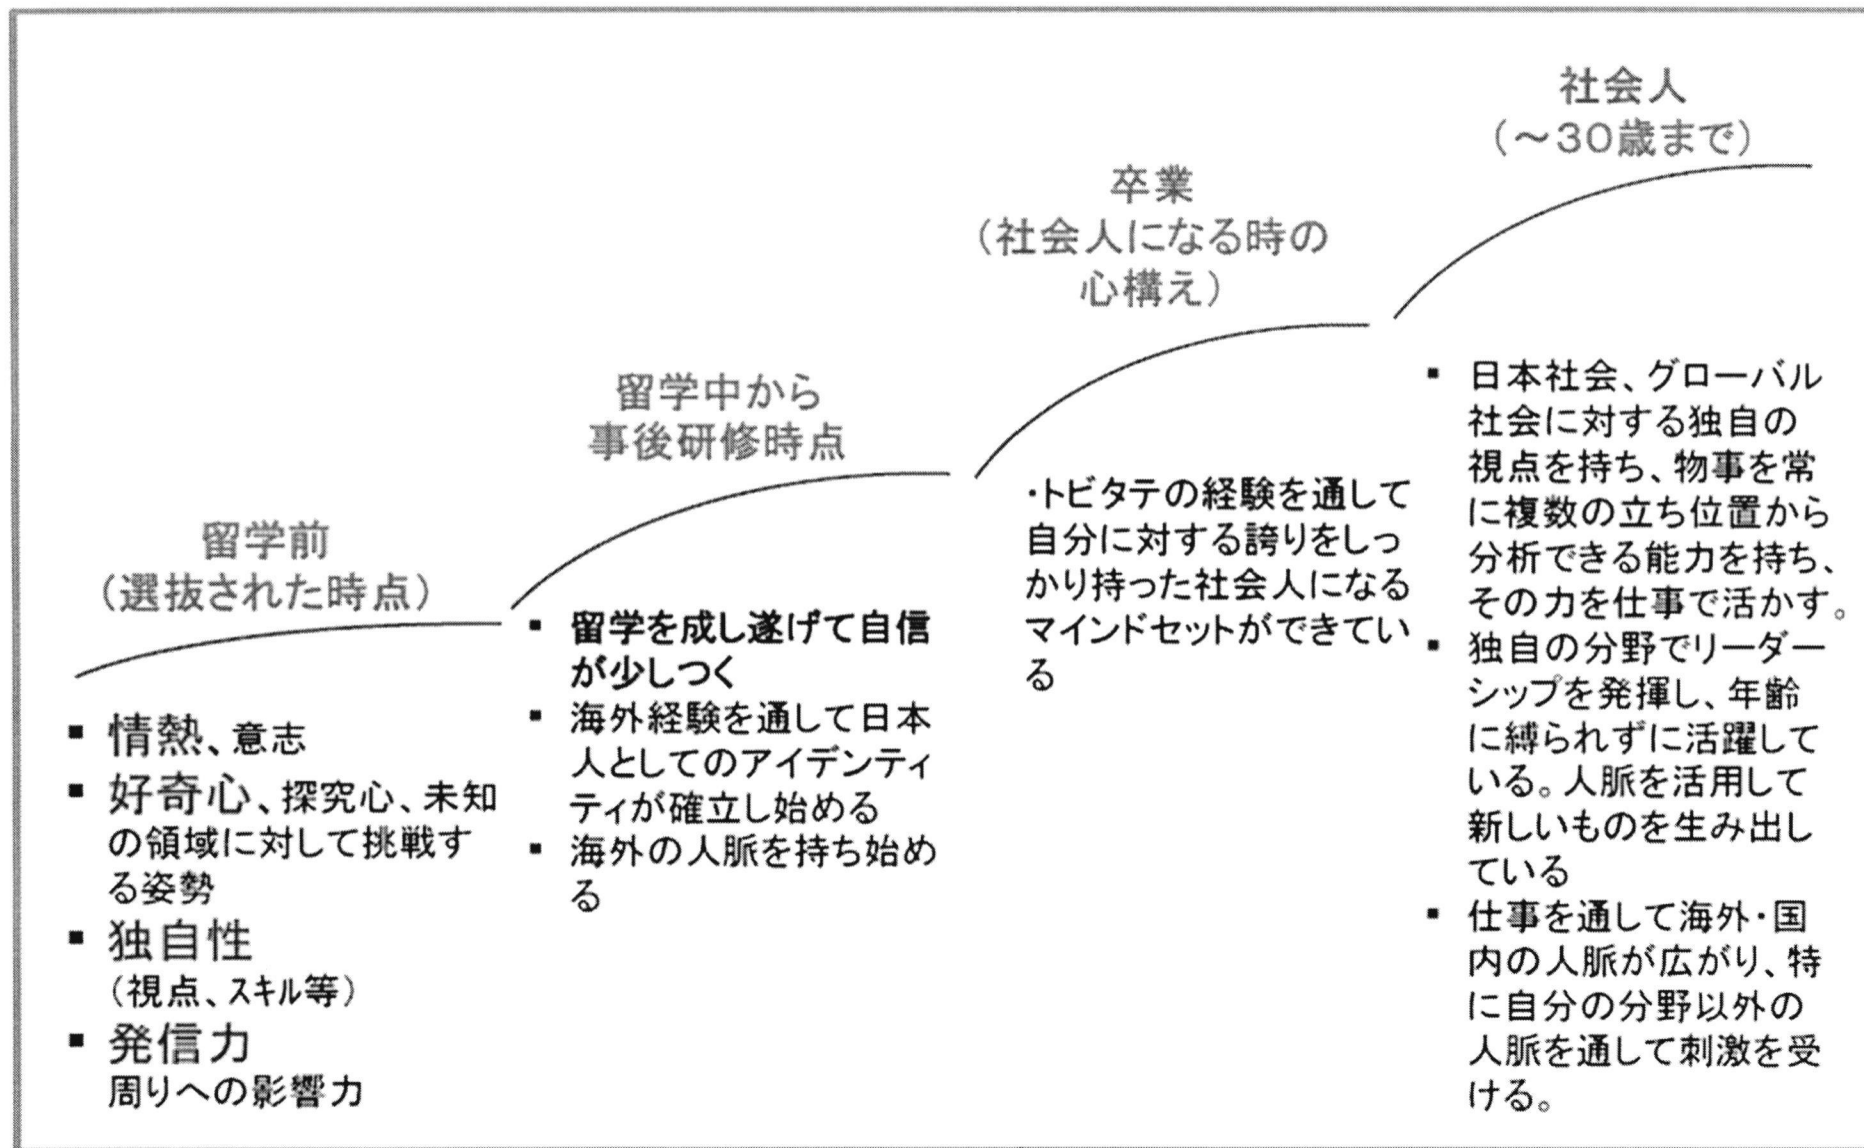 留学前
（選抜された時点）
▪ 情熱、意志
▪ 好奇心、探究心、未知
の領域に対して挑戦す
る姿勢
▪ 独自性
（視点、スキル等）
▪ 発信力
周りへの影響力
留学中から
事後研修時点
▪ 留学を成し遂げて自信
が少しつく
▪ 海外経験を通して日本
人としてのアイデンティ
ティが確立し始める
▪ 海外の人脈を持ち始め
る
卒業
（社会人になる時の
心構え）
・トビタテの経験を通して
自分に対する誇りをしっ
かり持った社会人になる
マインドセットができてい
る
社会人
（～30歳まで）
▪ 日本社会、グローバル
社会に対する独自の
視点を持ち、物事を常
に複数の立ち位置から
分析できる能力を持ち、
その力を仕事で活かす。
▪ 独自の分野でリーダー
シップを発揮し、年齢
に縛られずに活躍して
いる。人脈を活用して
新しいものを生み出し
ている
▪ 仕事を通して海外・国
内の人脈が広がり、特
に自分の分野以外の
人脈を通して刺激を受
ける。